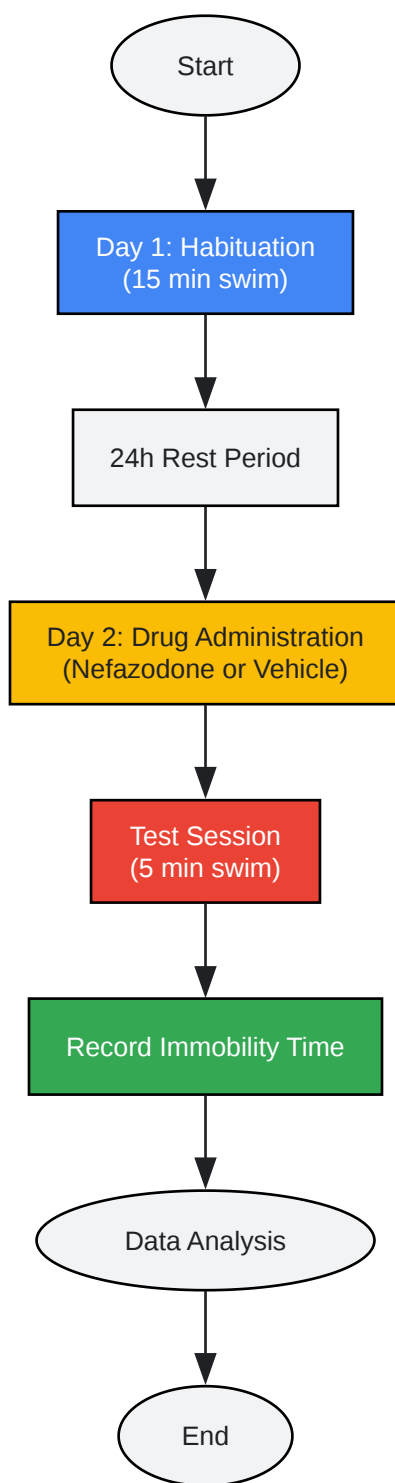 Start
Day 1: Habituation
(15 min swim)
24h Rest Period
Day 2: Drug Administration
(Nefazodone or Vehicle)
Test Session
(5 min swim)
Record Immobility Time
Data Analysis
End